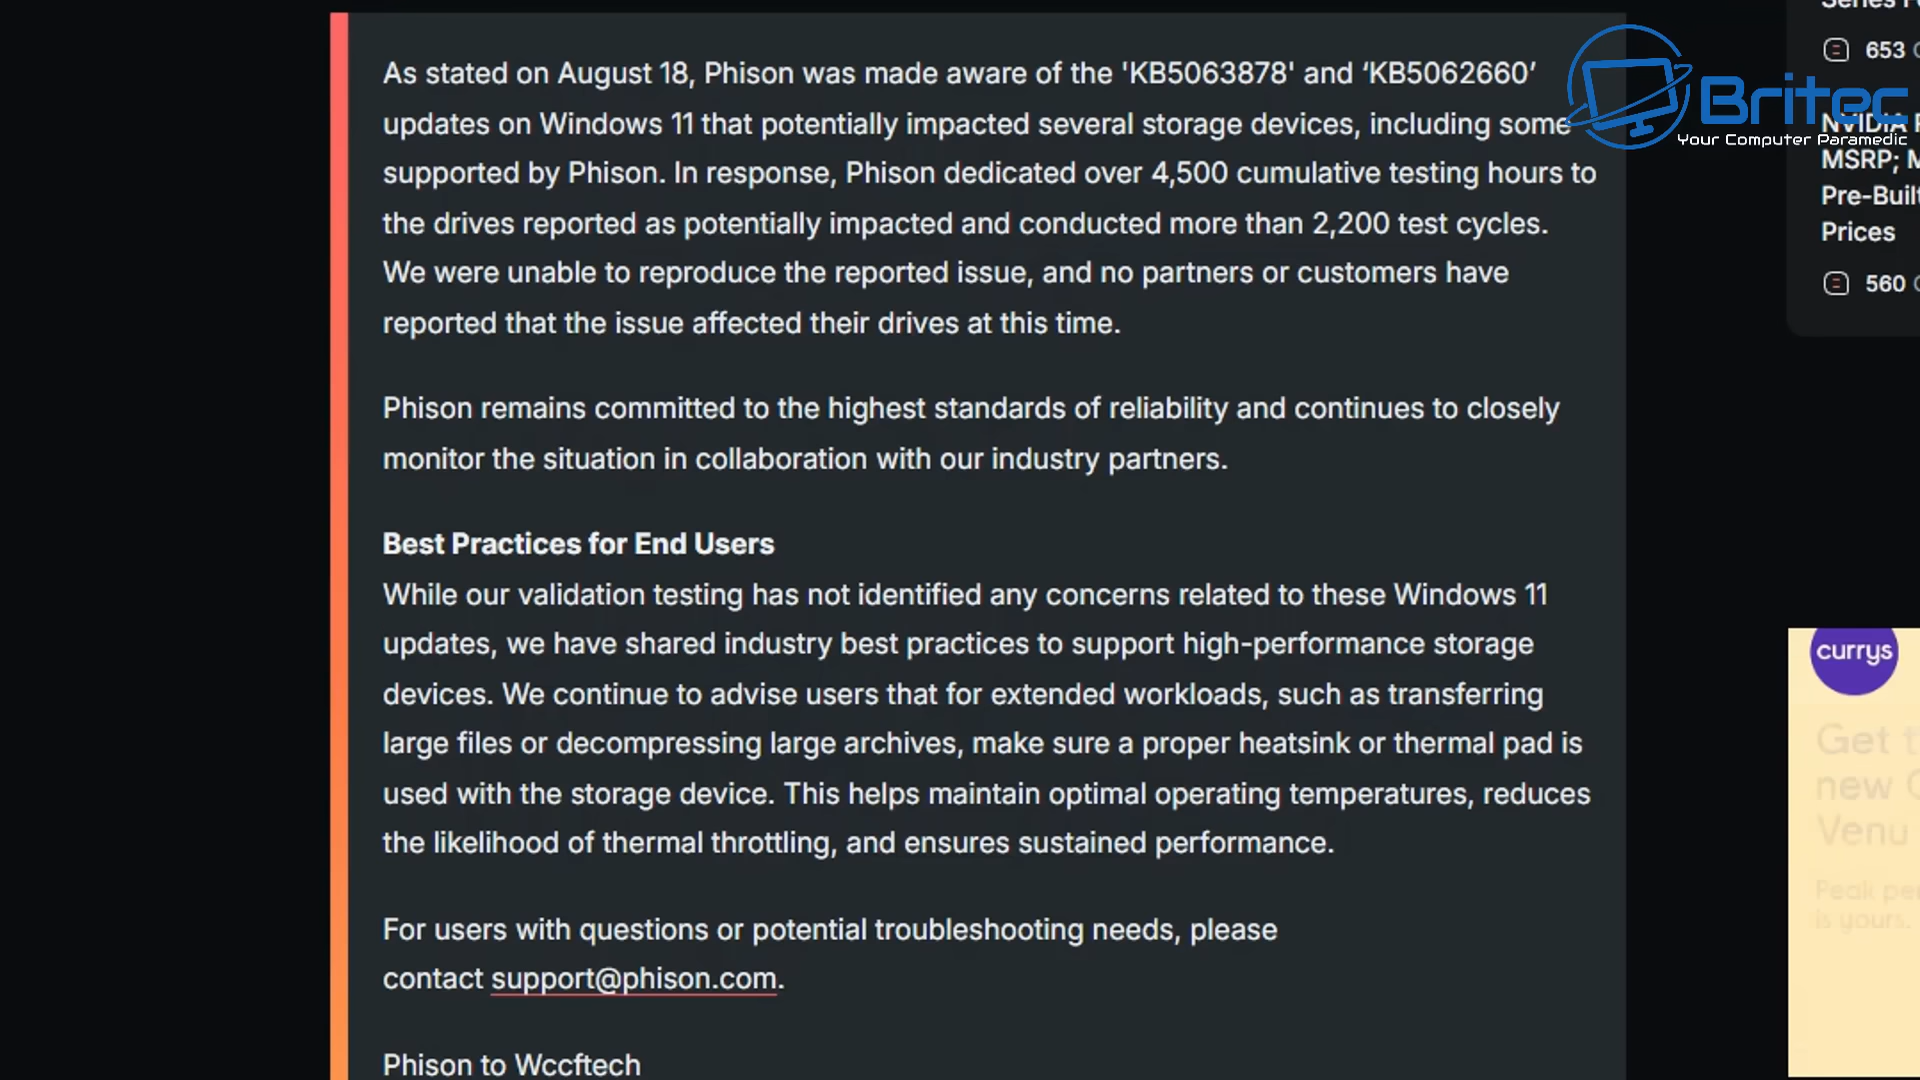 As stated on August 18, Phison was made aware of the 'KB5063878' and ‘KB5062660’
updates on Windows 11 that potentially impacted several storage devices, including some
supported by Phison. In response, Phison dedicated over 4,500 cumulative testing hours to
the drives reported as potentially impacted and conducted more than 2,200 test cycles.
We were unable to reproduce the reported issue, and no partners or customers have
reported that the issue affected their drives at this time.
Phison remains committed to the highest standards of reliability and continues to closely
monitor the situation in collaboration with our industry partners.
Best Practices for End Users
While our validation testing has not identified any concerns related to these Windows 11
updates, we have shared industry best practices to support high-performance storage
devices. We continue to advise users that for extended workloads, such as transferring
large files or decompressing large archives, make sure a proper heatsink or thermal pad is
used with the storage device. This helps maintain optimal operating temperatures, reduces
the likelihood of thermal throttling, and ensures sustained performance.
For users with questions or potential troubleshooting needs, please
contact support@phison.com.
Phison to Wccftech
Series
653
Britec
Your Computer Paramedic
NVIDIA
MSRP;
Pre-Built
Prices
560
currys
Get
new
Venu
Peak
is yours.